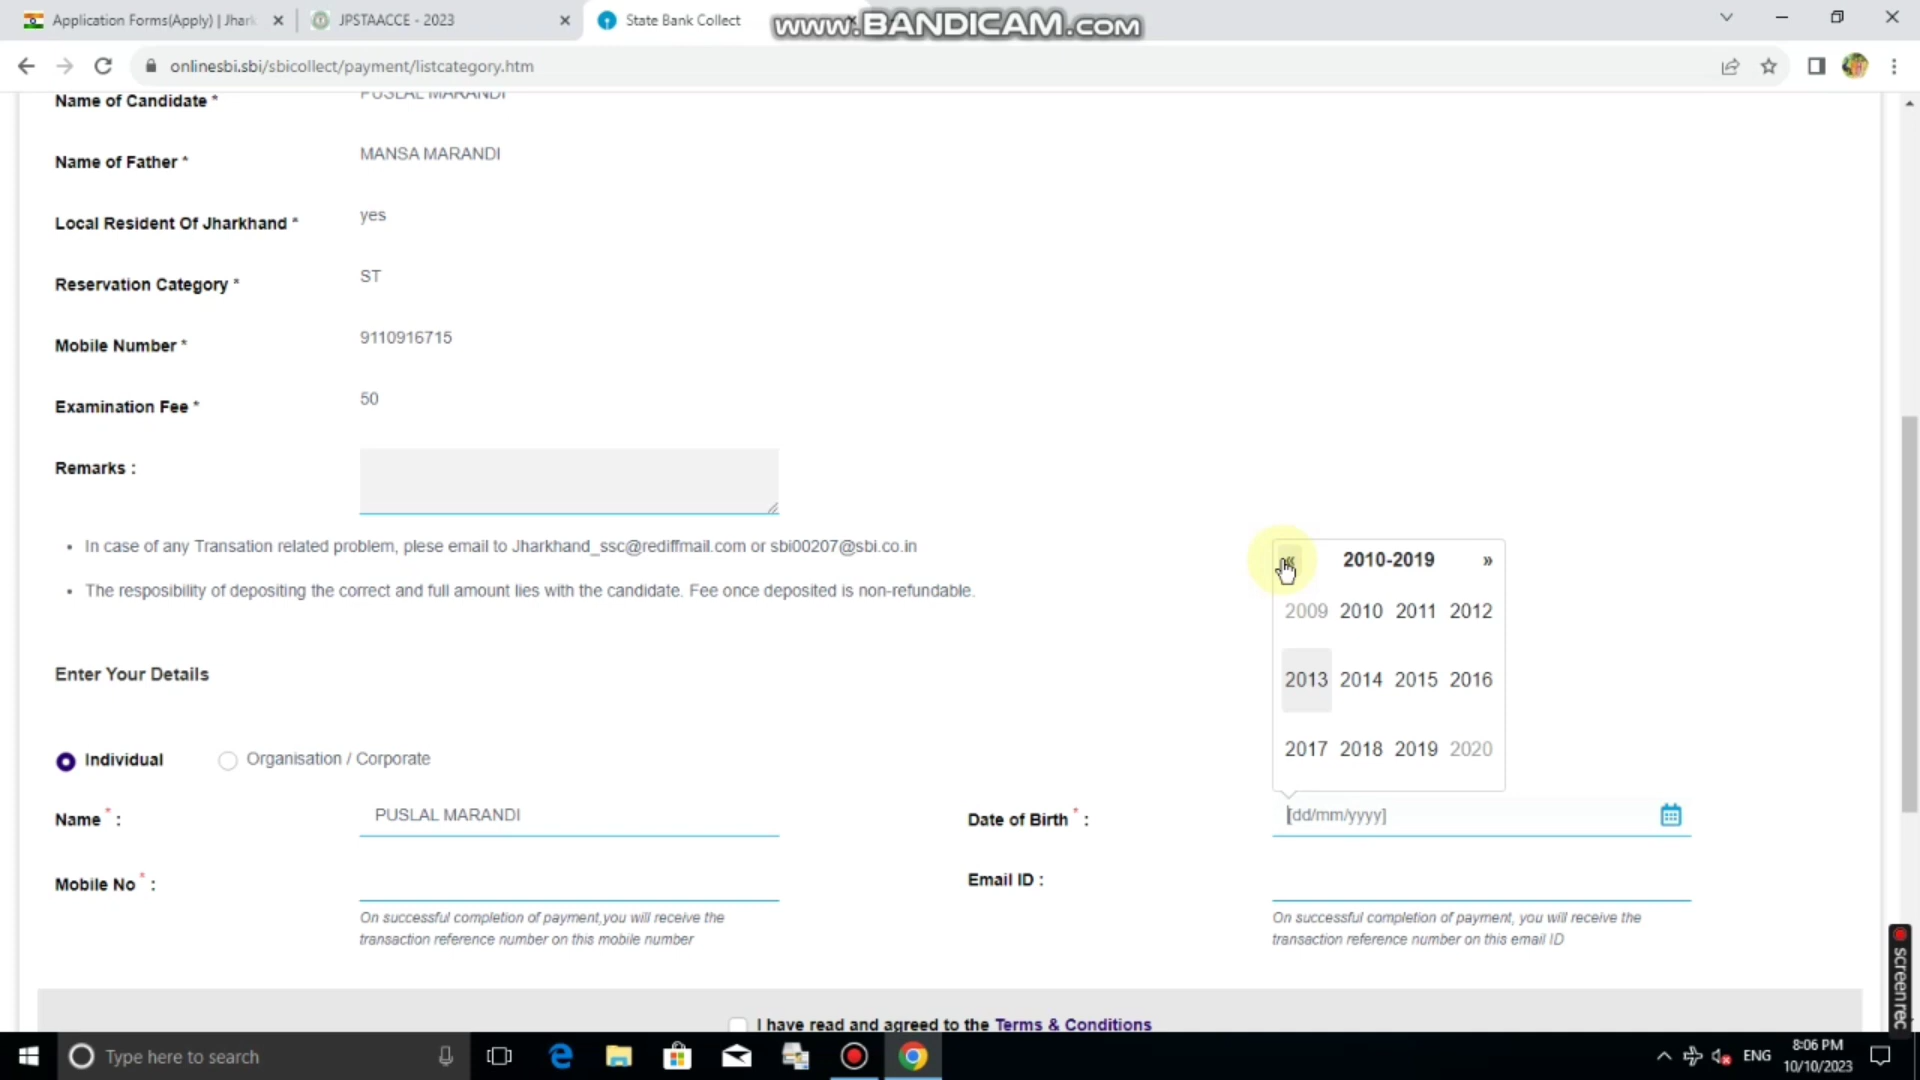 Application Forms(Apply) | Jhark
JPSTAACCE - 2023
State Bank Collect
www.BANDICAM.com
onlinesbi.sbi/sbicollect/payment/listcategory.htm
Name of Candidate *
PUSLAL MARANDI
Name of Father *
MANSA MARANDI
Local Resident Of Jharkhand *
yes
Reservation Category *
ST
Mobile Number *
9110916715
Examination Fee *
50
Remarks :
• In case of any Transation related problem, plese email to Jharkhand_ssc@rediffmail.com or sbi00207@sbi.co.in
• The resposibility of depositing the correct and full amount lies with the candidate. Fee once deposited is non-refundable.
« 2010-2019 »
2009 2010 2011 2012
2013 2014 2015 2016
2017 2018 2019 2020
Enter Your Details
Individual
Organisation / Corporate
Name * :
PUSLAL MARANDI
Date of Birth * :
[dd/mm/yyyy]
Mobile No * :
On successful completion of payment,you will receive the
transaction reference number on this mobile number
Email ID :
On successful completion of payment, you will receive the
transaction reference number on this email ID
I have read and agreed to the Terms & Conditions
screenrec
Type here to search
ENG
8:06 PM
10/10/2023